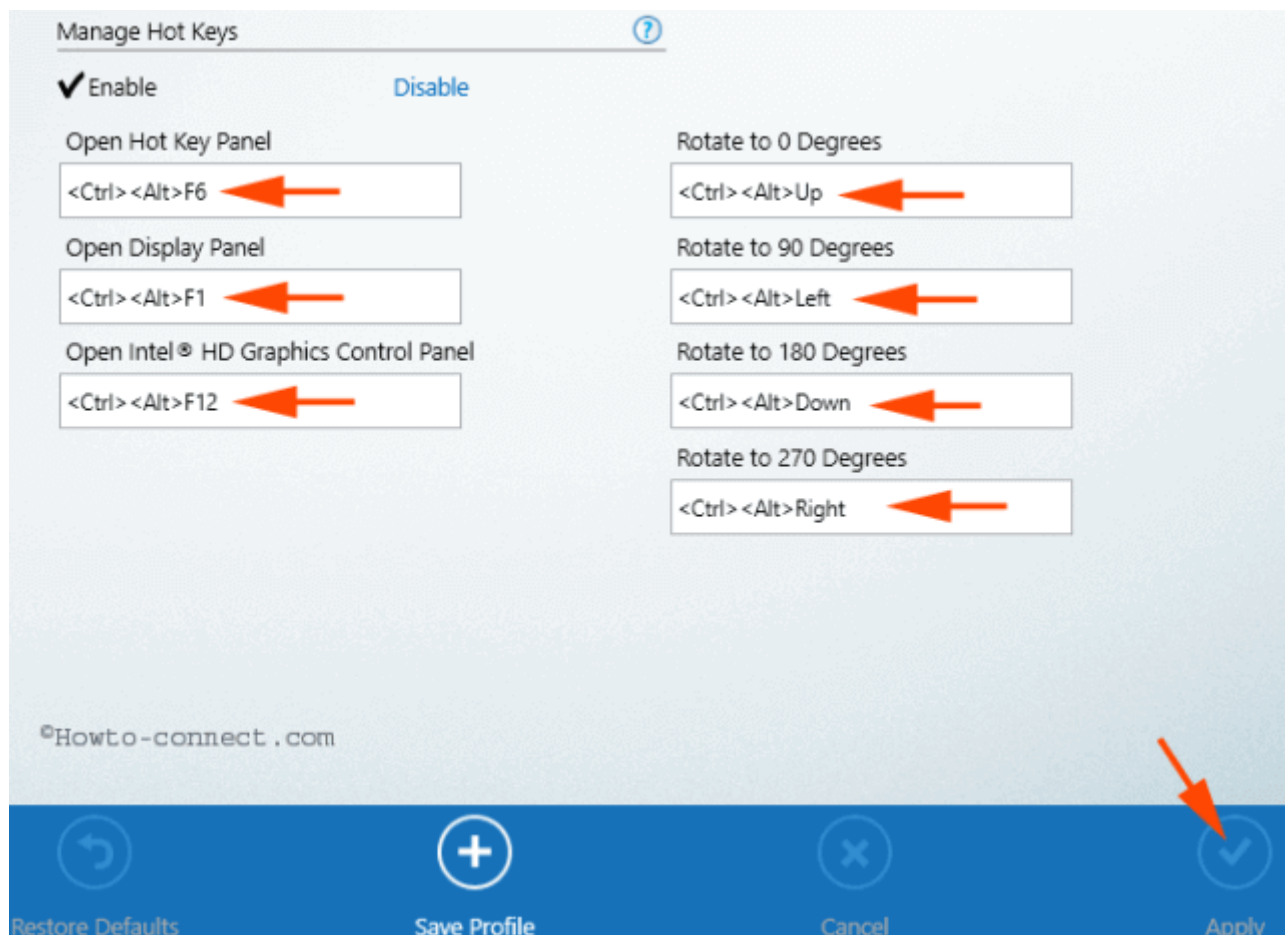 Manage Hot Keys
?
Enable
Disable
Open Hot Key Panel
<Ctrl><Alt>F6
Open Display Panel
<Ctrl><Alt>F1
Open Intel® HD Graphics Control Panel
<Ctrl><Alt>F12
Rotate to 0 Degrees
<Ctrl><Alt>Up
Rotate to 90 Degrees
<Ctrl><Alt>Left
Rotate to 180 Degrees
<Ctrl><Alt>Down
Rotate to 270 Degrees
<Ctrl><Alt>Right
©Howto-connect.com
Restore Defaults
Save Profile
Cancel
Apply